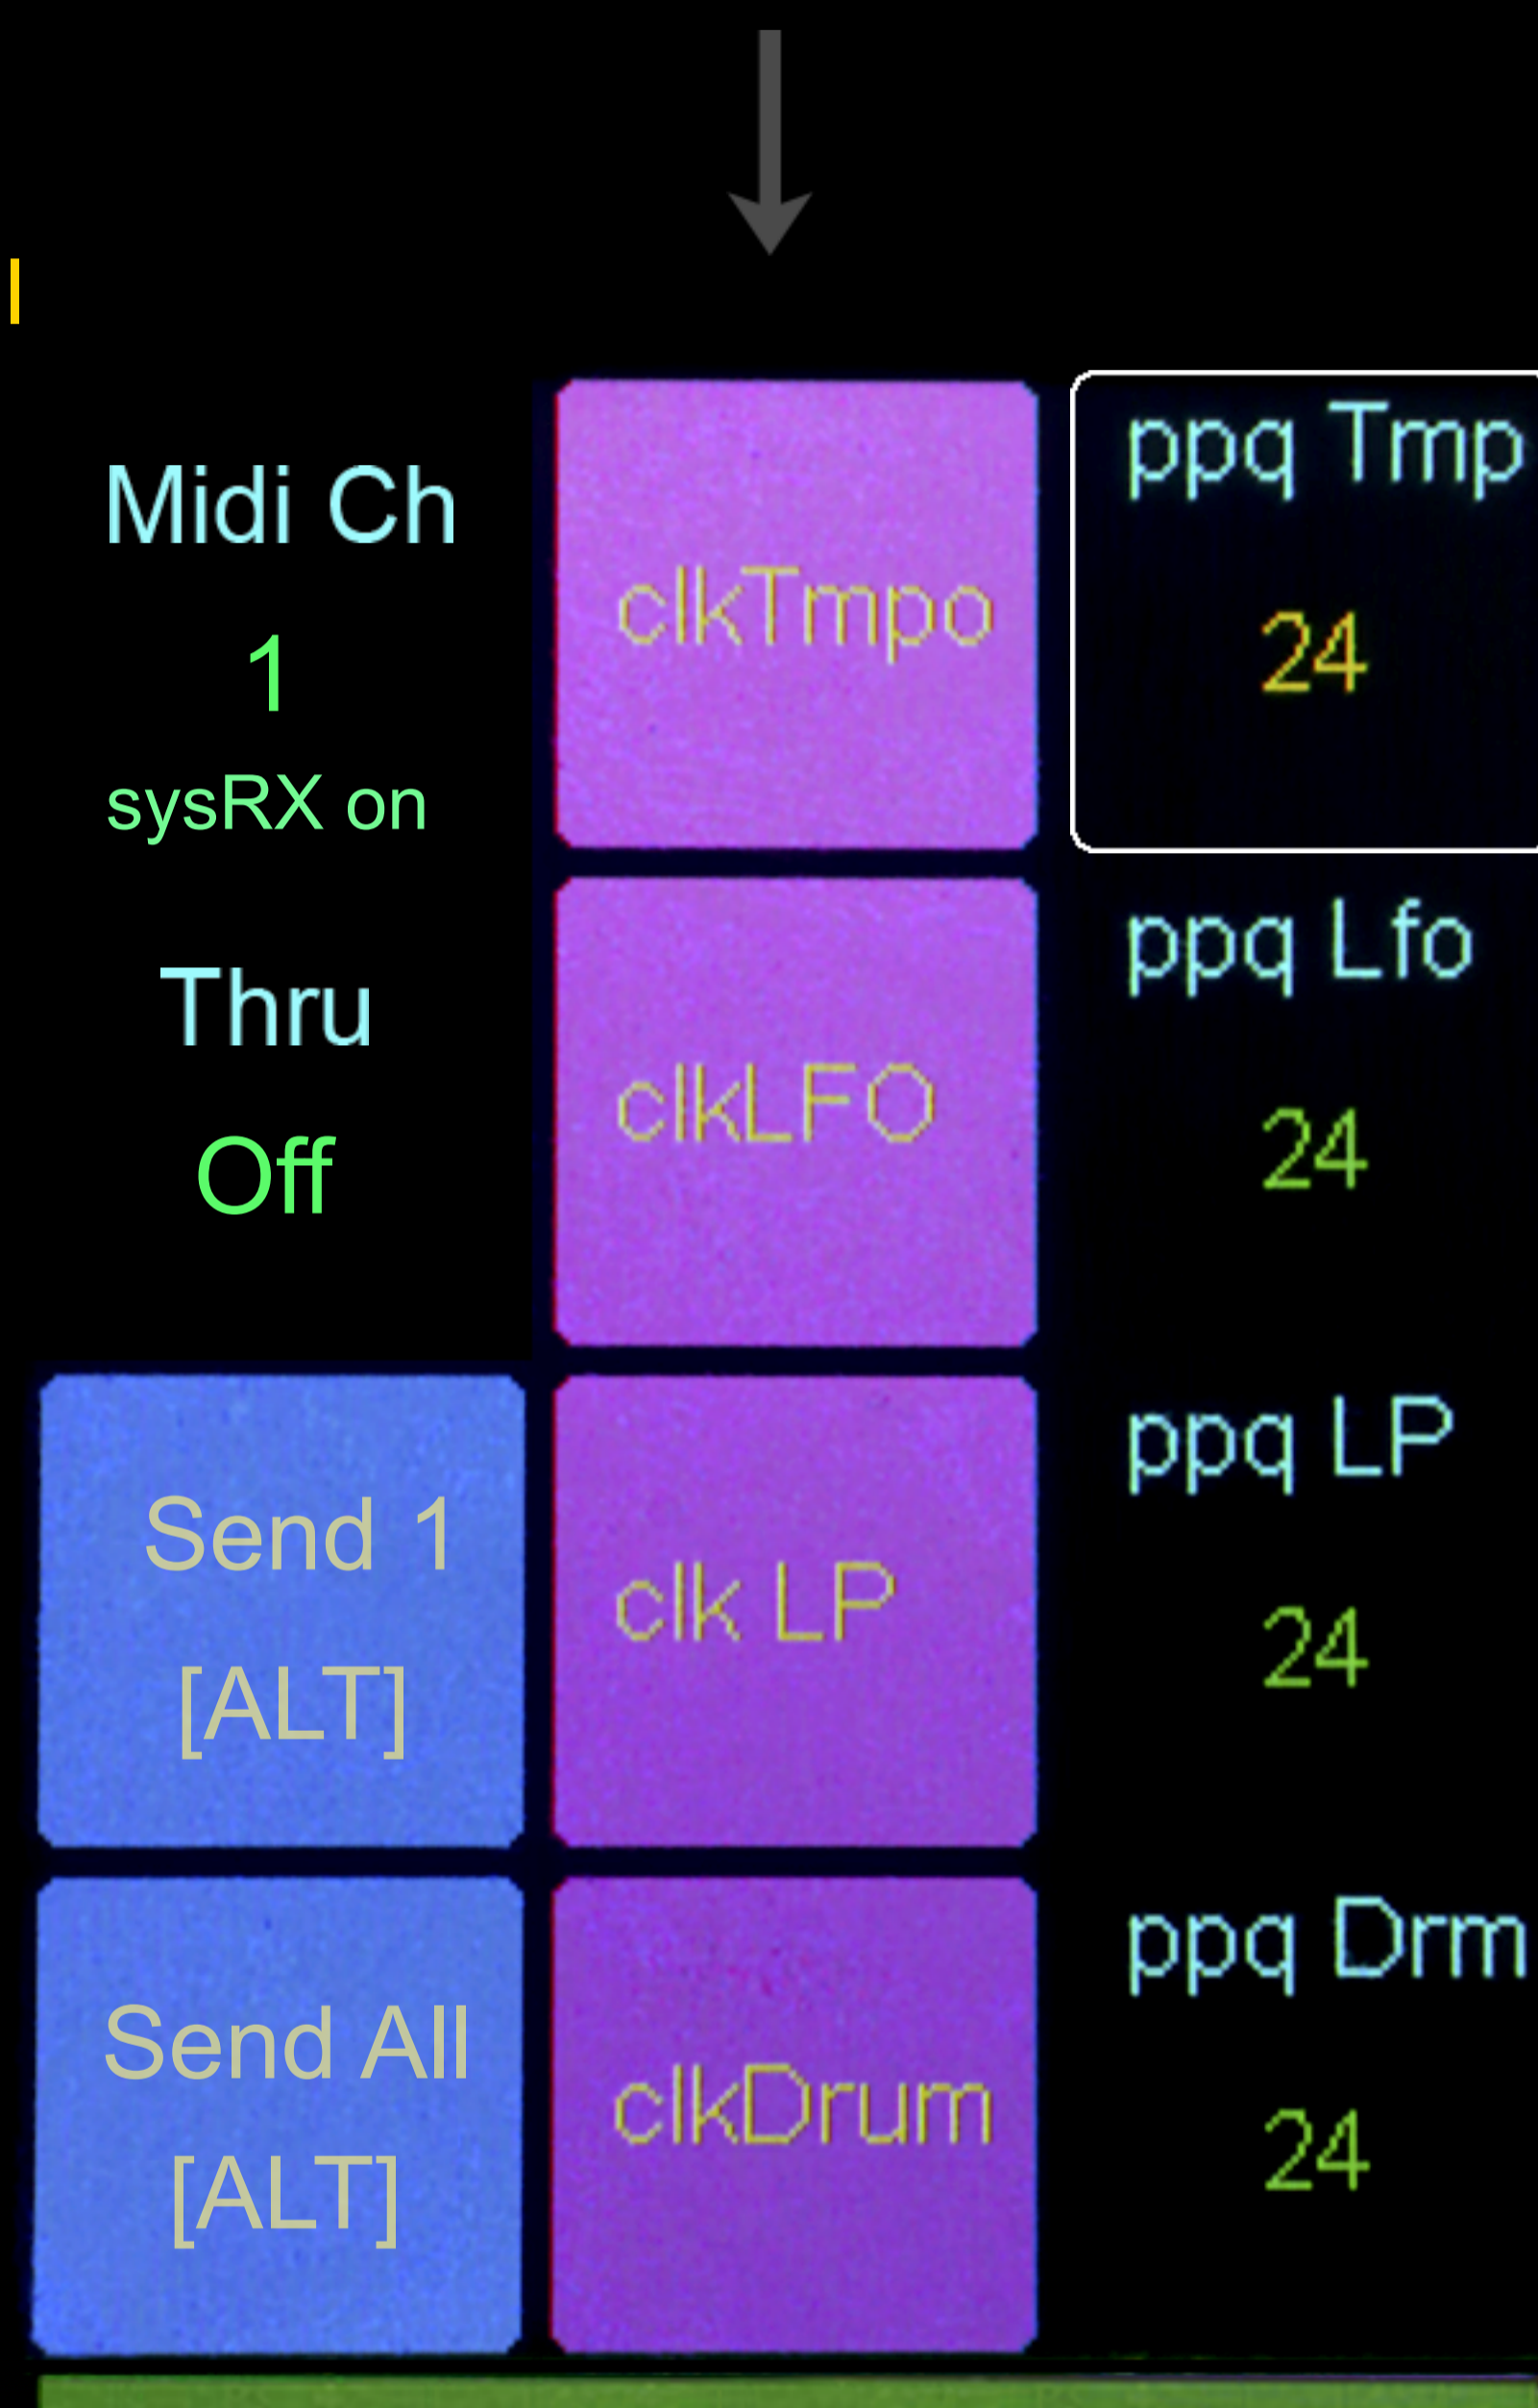 Midi Ch
1
sysRX on
Thru
Off
Send 1
[ALT]
Send All
[ALT]
clkTmpo
clkLFO
clk LP
clkDrum
ppq Tmp
24
ppq Lfo
24
ppq LP
24
ppq Drm
24